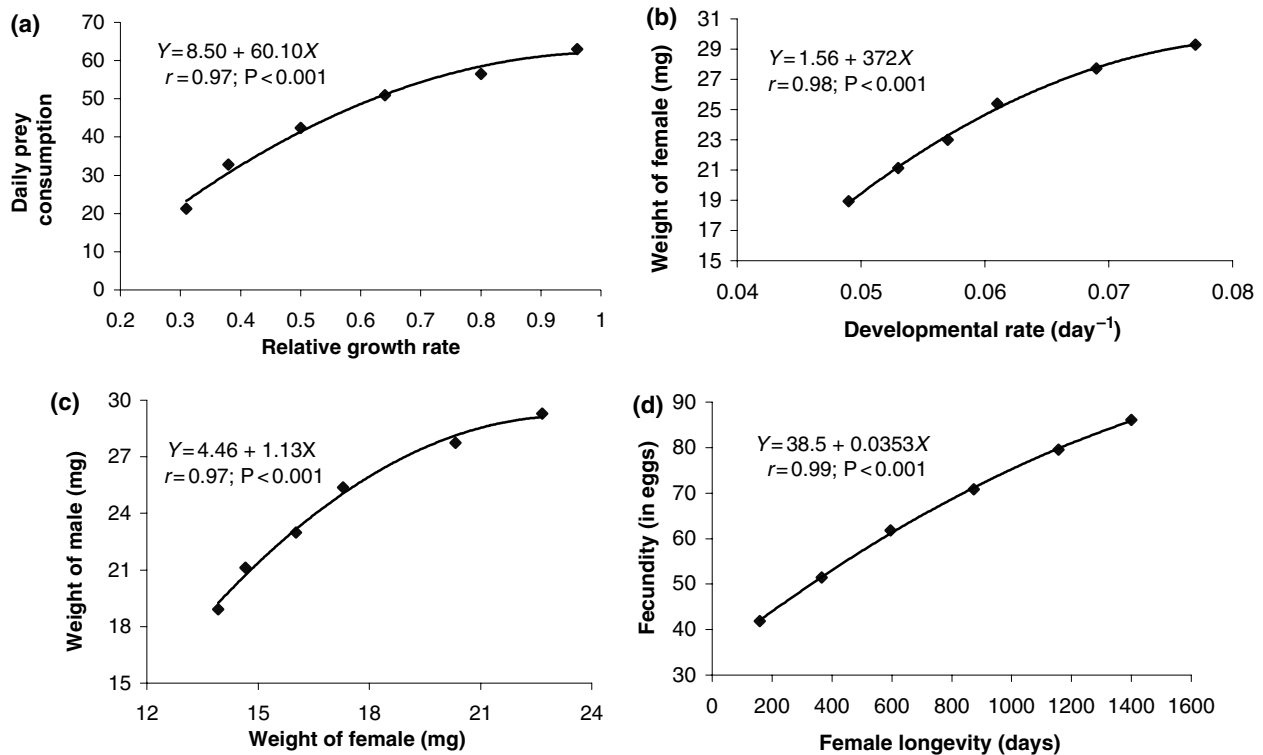 (a)
Y=8.50 + 60.10X
r=0.97; P<0.001
Daily prey
consumption
70
60
50
40
30
20
10
0
0.2 0.3 0.4 0.5 0.6 0.7 0.8 0.9 1
Relative growth rate
(b)
Y=1.56 + 372X
r=0.98; P<0.001
Weight of female (mg)
31
29
27
25
23
21
19
17
15
0.04 0.05 0.06 0.07 0.08
Developmental rate (day⁻¹)
(c)
Y=4.46 + 1.13X
r=0.97; P<0.001
Weight of male (mg)
30
27
24
21
18
15
12 15 18 21 24
Weight of female (mg)
(d)
Y=38.5 + 0.0353X
r=0.99; P<0.001
Fecundity (in eggs)
90
80
70
60
50
40
30
0 200 400 600 800 1000 1200 1400 1600
Female longevity (days)